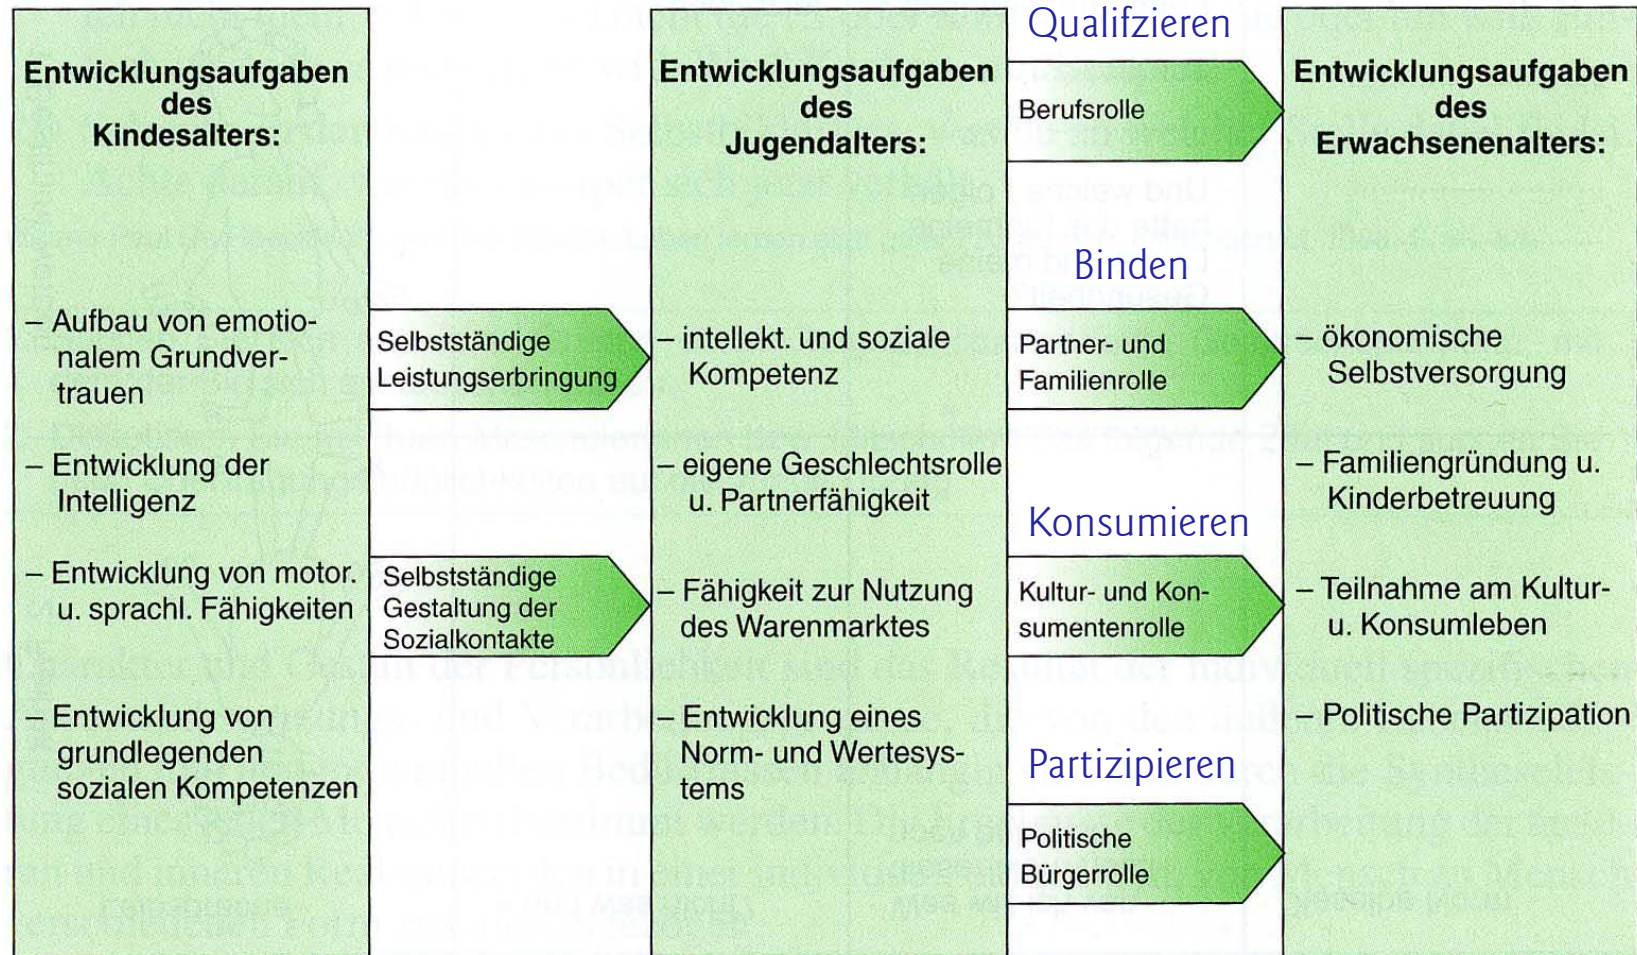 Entwicklungsaufgaben
des
Kindesalters:
– Aufbau von emotio-
nalem Grundver-
trauen
– Entwicklung der
Intelligenz
– Entwicklung von motor.
u. sprachl. Fähigkeiten
– Entwicklung von
grundlegenden
sozialen Kompetenzen
Selbstständige
Leistungserbringung
Selbstständige
Gestaltung der
Sozialkontakte
Entwicklungsaufgaben
des
Jugendalters:
– intellekt. und soziale
Kompetenz
– eigene Geschlechtsrolle
u. Partnerfähigkeit
– Fähigkeit zur Nutzung
des Warenmarktes
– Entwicklung eines
Norm- und Wertesys-
tems
Qualifzieren
Berufsrolle
Binden
Partner- und
Familienrolle
Konsumieren
Kultur- und Kon-
sumentenrolle
Partizipieren
Politische
Bürgerrolle
Entwicklungsaufgaben
des
Erwachsenenalters:
– ökonomische
Selbstversorgung
– Familiengründung u.
Kinderbetreuung
– Teilnahme am Kultur-
u. Konsumleben
– Politische Partizipation